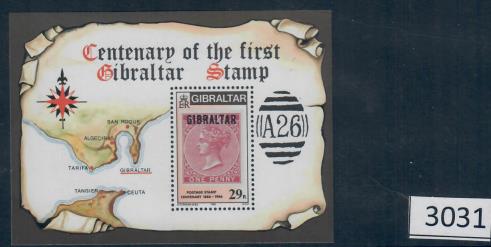 Centenary of the first
Gibraltar Stamp
SAN ROQUE
ALGECIRAS
GIBRALTAR
TARIFA
TANGIER
CEUTA
GIBRALTAR
GIBRALTAR
ONE PENNY
POSTAGE STAMP
CENTENARY 1886-1986
29p
A26
3031